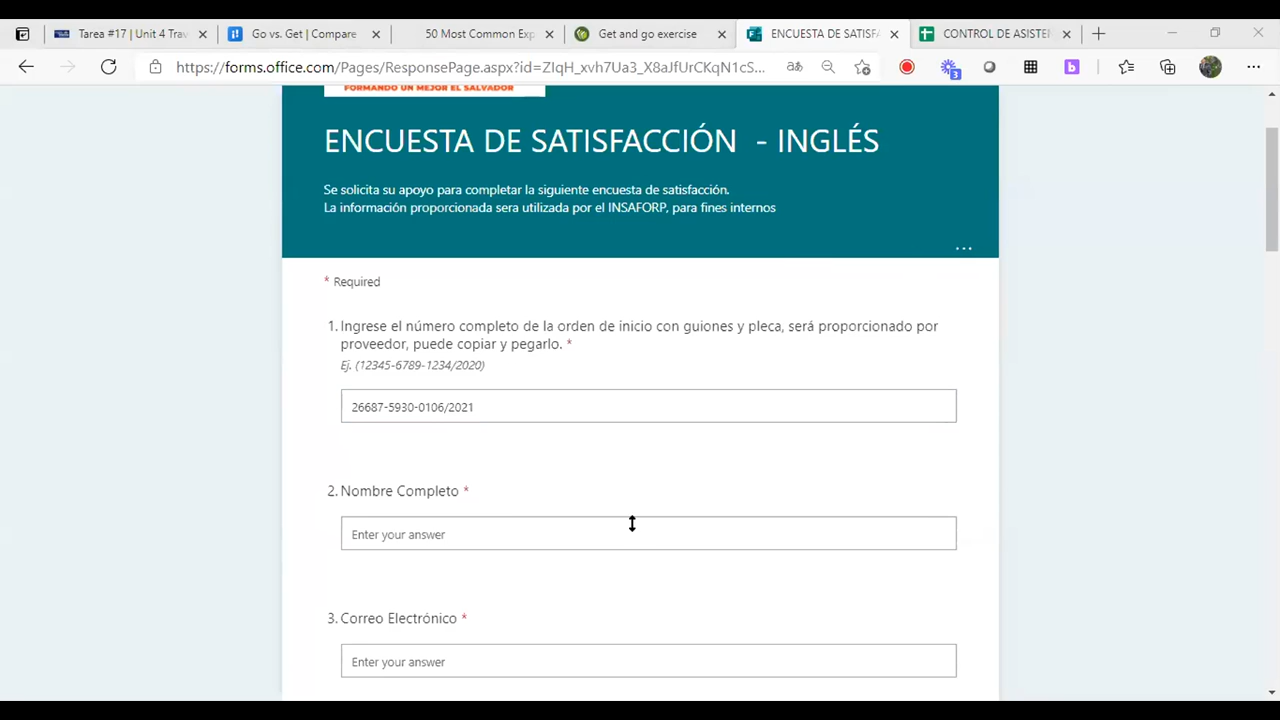 Tarea #17 | Unit 4 Trav
Go vs. Get | Compare
50 Most Common Exp
Get and go exercise
ENCUESTA DE SATISFA
CONTROL DE ASISTEN
https://forms.office.com/Pages/ResponsePage.aspx?id=ZIqH_xvh7Ua3_X8aJfUrCKqN1cS...
3
FORMANDO UN MEJOR EL SALVADOR
ENCUESTA DE SATISFACCIÓN - INGLÉS
Se solicita su apoyo para completar la siguiente encuesta de satisfacción.
La información proporcionada sera utilizada por el INSAFORP, para fines internos
* Required
1. Ingrese el número completo de la orden de inicio con guiones y pleca, será proporcionado por
proveedor, puede copiar y pegarlo. *
Ej. (12345-6789-1234/2020)
26687-5930-0106/2021
2. Nombre Completo *
Enter your answer
3. Correo Electrónico *
Enter your answer